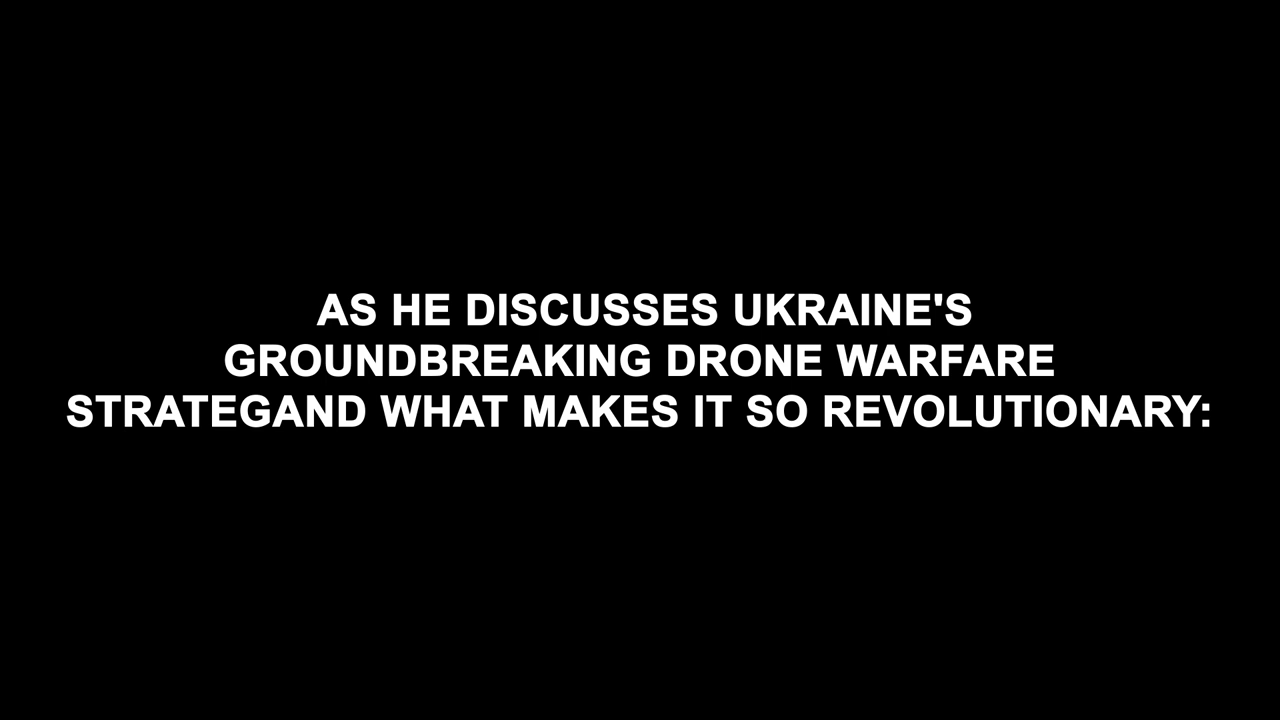 AS HE DISCUSSES UKRAINE'S
GROUNDBREAKING DRONE WARFARE
STRATEGAND WHAT MAKES IT SO REVOLUTIONARY: